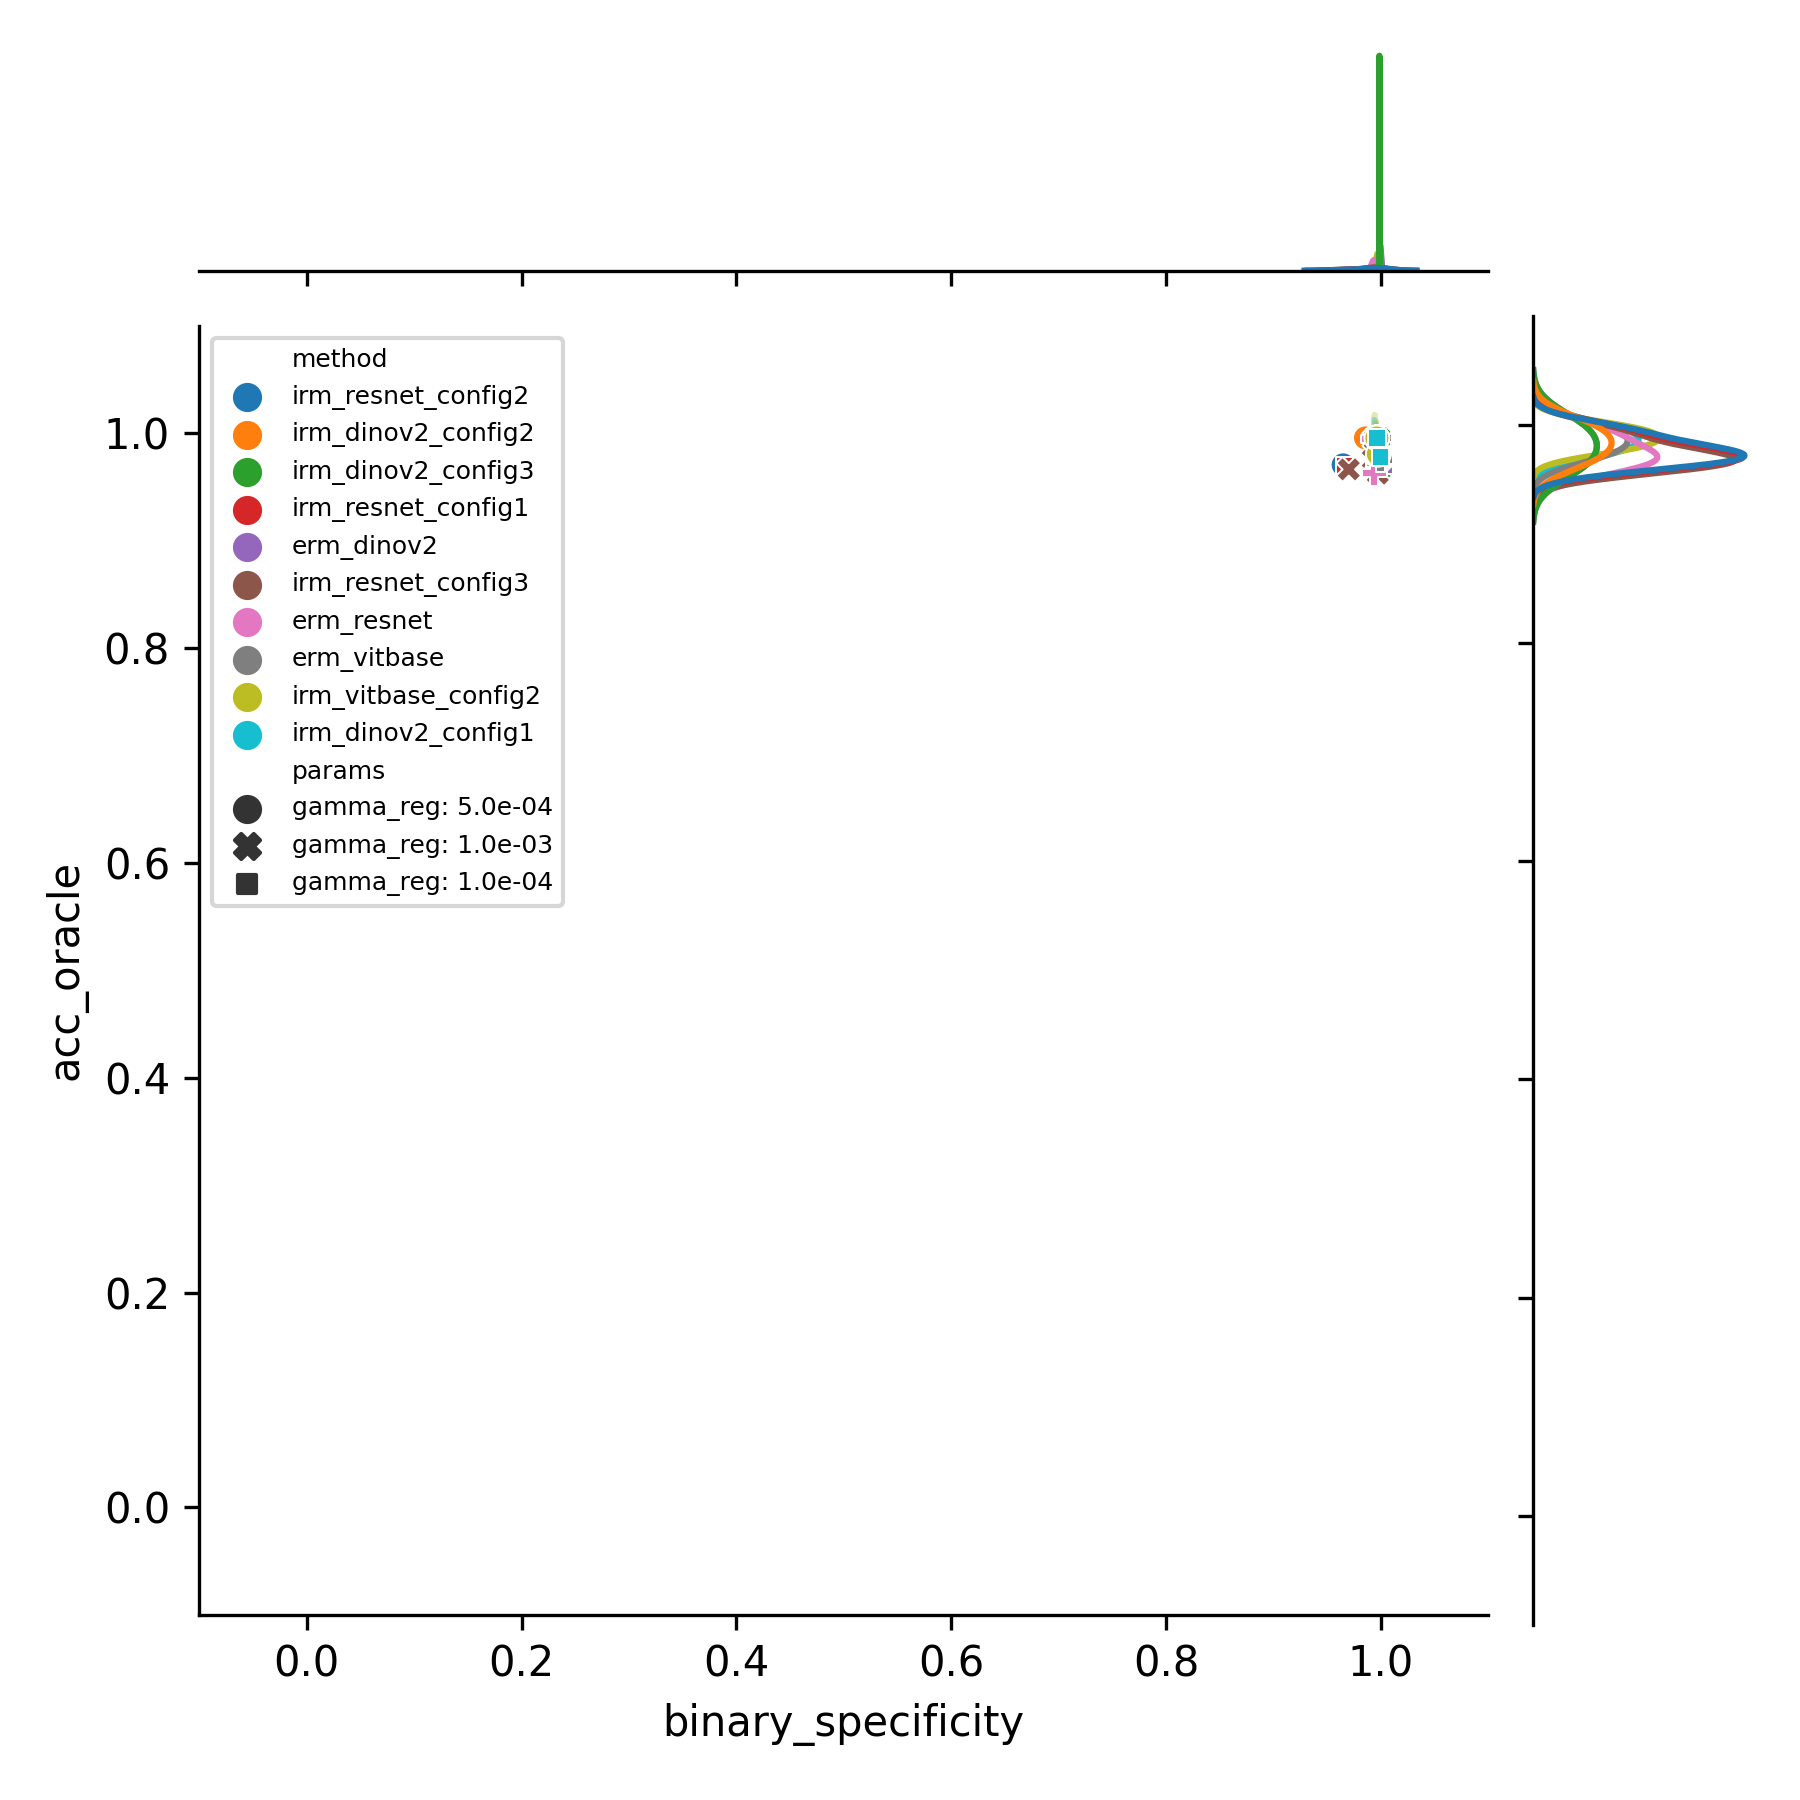 method
irm_resnet_config2
irm_dinov2_config2
irm_dinov2_config3
irm_resnet_config1
erm_dinov2
irm_resnet_config3
erm_resnet
erm_vitbase
irm_vitbase_config2
irm_dinov2_config1
params
gamma_reg: 5.0e-04
gamma_reg: 1.0e-03
gamma_reg: 1.0e-04
acc_oracle
1.0
0.8
0.6
0.4
0.2
0.0
0.0 0.2 0.4 0.6 0.8 1.0
binary_specificity